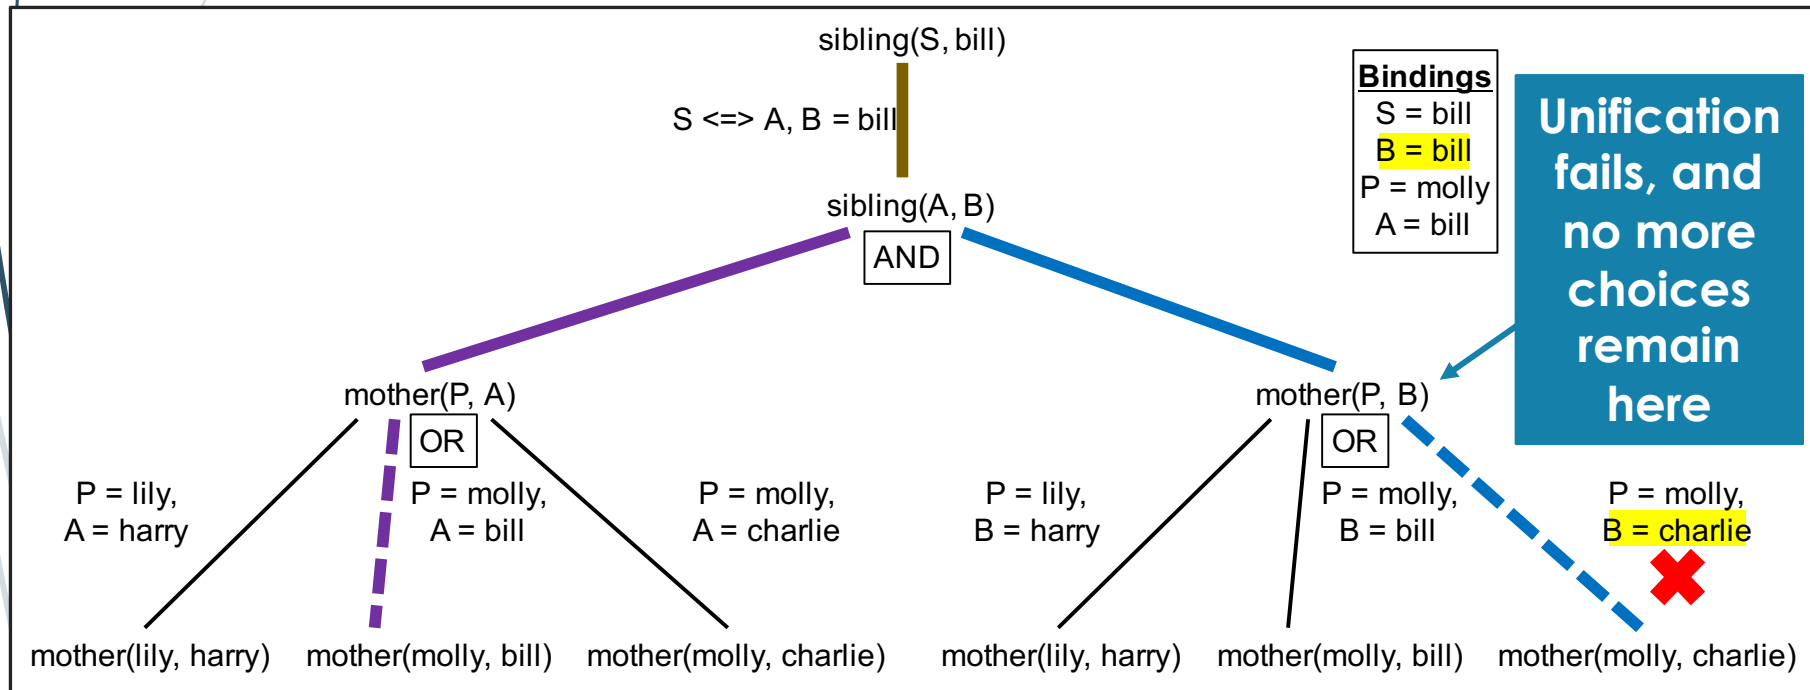 sibling(S, bill)
S <=> A, B = bill
sibling(A, B)
AND
Bindings
S = bill
B = bill
P = molly
A = bill
Unification
fails, and
no more
choices
remain
here
mother(P, A)
OR
mother(P, B)
OR
P = lily,
A = harry
P = molly,
A = bill
P = molly,
A = charlie
P = lily,
B = harry
P = molly,
B = bill
P = molly,
B = charlie
mother(lily, harry)
mother(molly, bill)
mother(molly, charlie)
mother(lily, harry)
mother(molly, bill)
mother(molly, charlie)